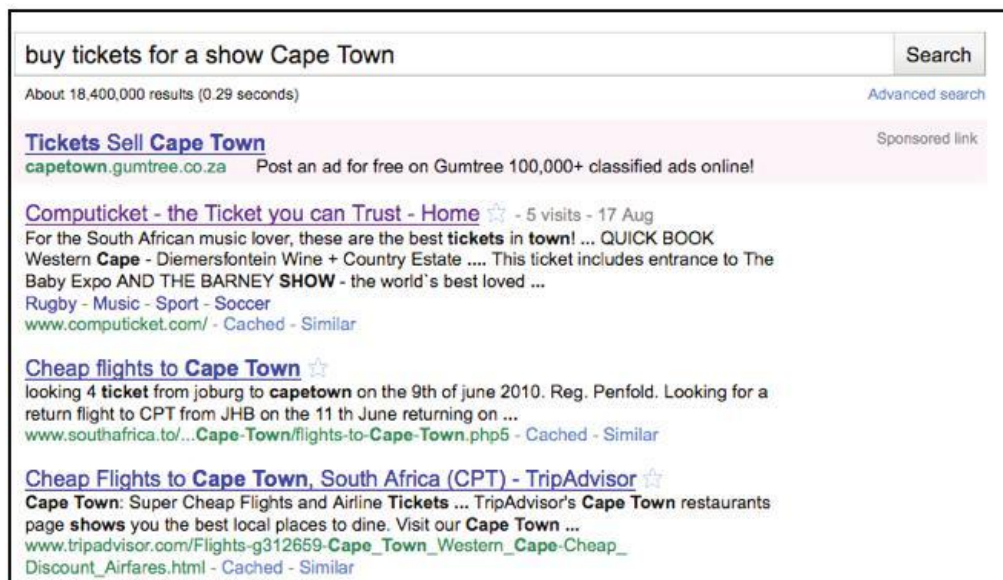 buy tickets for a show Cape Town Search
About 18,400,000 results (0.29 seconds) Advanced search
Tickets Sell Cape Town Sponsored link
capetown.gumtree.co.za Post an ad for free on Gumtree 100,000+ classified ads online!
Computicket - the Ticket you can Trust - Home ☆ - 5 visits - 17 Aug
For the South African music lover, these are the best tickets in town! ... QUICK BOOK
Western Cape - Diemersfontein Wine + Country Estate .... This ticket includes entrance to The
Baby Expo AND THE BARNEY SHOW - the world`s best loved ...
Rugby - Music - Sport - Soccer
www.computicket.com/ - Cached - Similar
Cheap flights to Cape Town ☆
looking 4 ticket from joburg to capetown on the 9th of june 2010. Reg. Penfold. Looking for a
return flight to CPT from JHB on the 11 th June returning on ...
www.southafrica.to/...Cape-Town/flights-to-Cape-Town.php5 - Cached - Similar
Cheap Flights to Cape Town, South Africa (CPT) - TripAdvisor ☆
Cape Town: Super Cheap Flights and Airline Tickets ... TripAdvisor's Cape Town restaurants
page shows you the best local places to dine. Visit our Cape Town ...
www.tripadvisor.com/Flights-g312659-Cape_Town_Western_Cape-Cheap_
Discount_Airfares.html - Cached - Similar